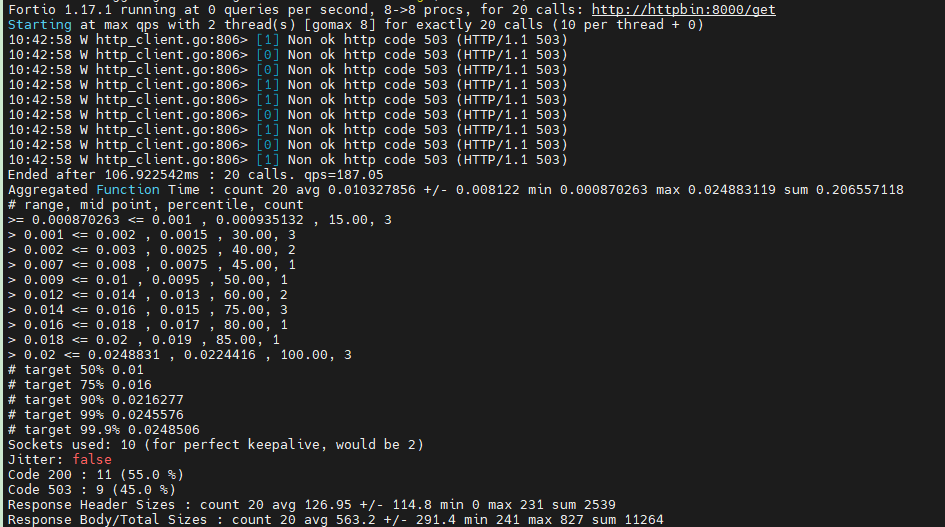 Fortio 1.17.1 running at 0 queries per second, 8->8 procs, for 20 calls: http://httpbin:8000/get
Starting at max qps with 2 thread(s) [gomax 8] for exactly 20 calls (10 per thread + 0)
10:42:58 W http_client.go:806> [1] Non ok http code 503 (HTTP/1.1 503)
10:42:58 W http_client.go:806> [0] Non ok http code 503 (HTTP/1.1 503)
10:42:58 W http_client.go:806> [0] Non ok http code 503 (HTTP/1.1 503)
10:42:58 W http_client.go:806> [1] Non ok http code 503 (HTTP/1.1 503)
10:42:58 W http_client.go:806> [1] Non ok http code 503 (HTTP/1.1 503)
10:42:58 W http_client.go:806> [0] Non ok http code 503 (HTTP/1.1 503)
10:42:58 W http_client.go:806> [1] Non ok http code 503 (HTTP/1.1 503)
10:42:58 W http_client.go:806> [0] Non ok http code 503 (HTTP/1.1 503)
10:42:58 W http_client.go:806> [1] Non ok http code 503 (HTTP/1.1 503)
Ended after 106.922542ms : 20 calls. qps=187.05
Aggregated Function Time : count 20 avg 0.010327856 +/- 0.008122 min 0.000870263 max 0.024883119 sum 0.206557118
# range, mid point, percentile, count
>= 0.000870263 <= 0.001 , 0.000935132 , 15.00, 3
> 0.001 <= 0.002 , 0.0015 , 30.00, 3
> 0.002 <= 0.003 , 0.0025 , 40.00, 2
> 0.007 <= 0.008 , 0.0075 , 45.00, 1
> 0.009 <= 0.01 , 0.0095 , 50.00, 1
> 0.012 <= 0.014 , 0.013 , 60.00, 2
> 0.014 <= 0.016 , 0.015 , 75.00, 3
> 0.016 <= 0.018 , 0.017 , 80.00, 1
> 0.018 <= 0.02 , 0.019 , 85.00, 1
> 0.02 <= 0.0248831 , 0.0224416 , 100.00, 3
# target 50% 0.01
# target 75% 0.016
# target 90% 0.0216277
# target 99% 0.0245576
# target 99.9% 0.0248506
Sockets used: 10 (for perfect keepalive, would be 2)
Jitter: false
Code 200 : 11 (55.0 %)
Code 503 : 9 (45.0 %)
Response Header Sizes : count 20 avg 126.95 +/- 114.8 min 0 max 231 sum 2539
Response Body/Total Sizes : count 20 avg 563.2 +/- 291.4 min 241 max 827 sum 11264